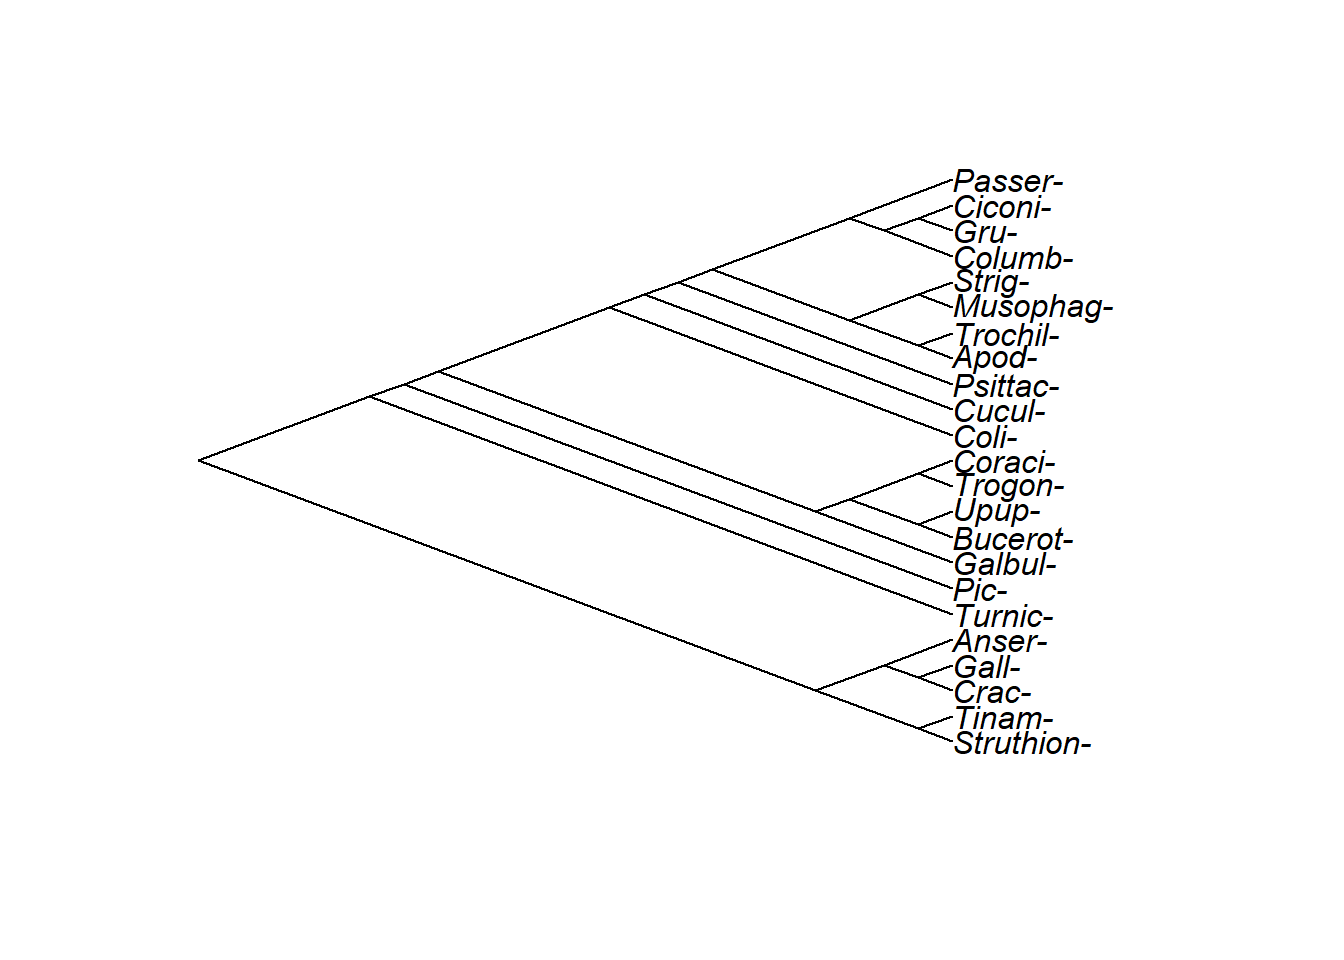 Passer-
Ciconi-
Gru-
Columb-
Strig-
Musophag-
Trochil-
Apod-
Psittac-
Cucul-
Coli-
Coraci-
Trogon-
Upup-
Bucerot-
Galbul-
Pic-
Turnic-
Anser-
Gall-
Crac-
Tinam-
Struthion-